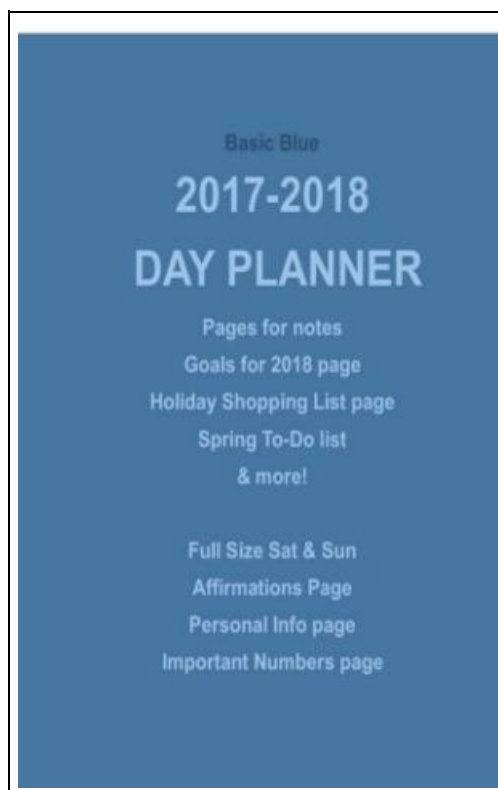 Basic Blue
2017-2018
DAY PLANNER
Pages for notes
Goals for 2018 page
Holiday Shopping List page
Spring To-Do list
& more!
Full Size Sat & Sun
Affirmations Page
Personal Info page
Important Numbers page